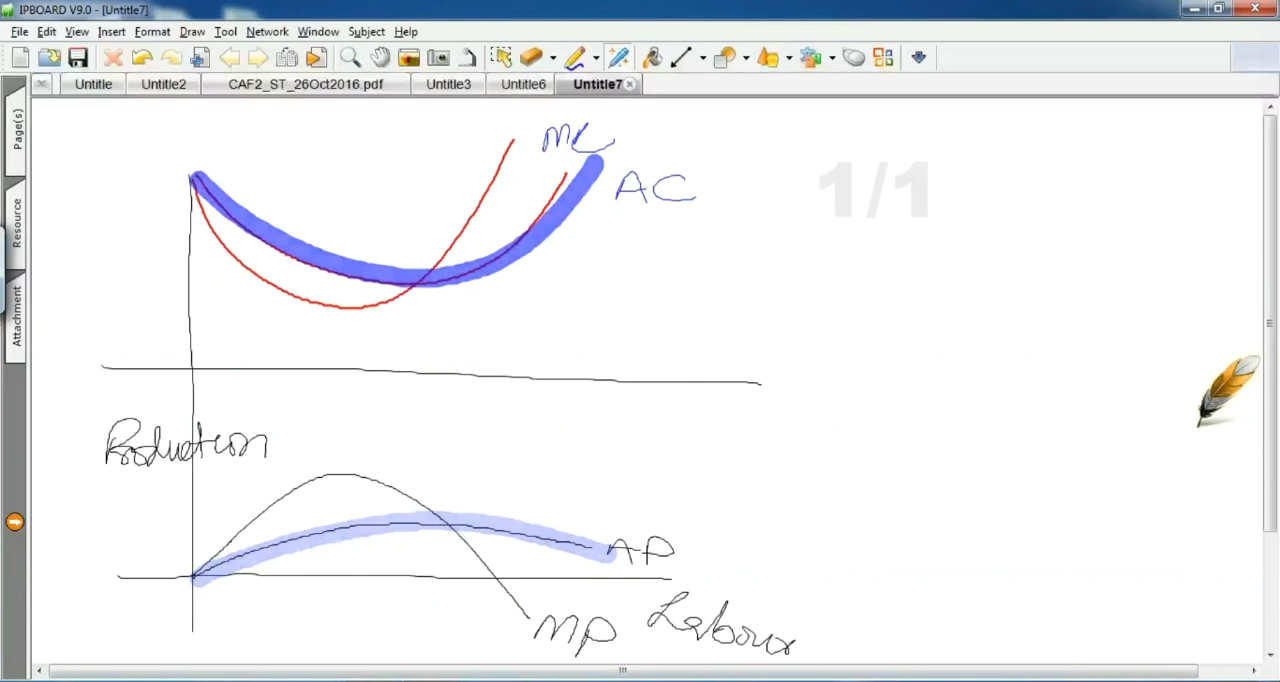 IPBOARD V9.0 - [Untitle7]
File Edit View Insert Format Draw Tool Network Window Subject Help
Untitle Untitle2 CAF2_ST_26Oct2016.pdf Untitle3 Untitle6 Untitle7
Page(s)
Resource
Attachment
1/1
MC
AC
Production
AP
MP
Labour